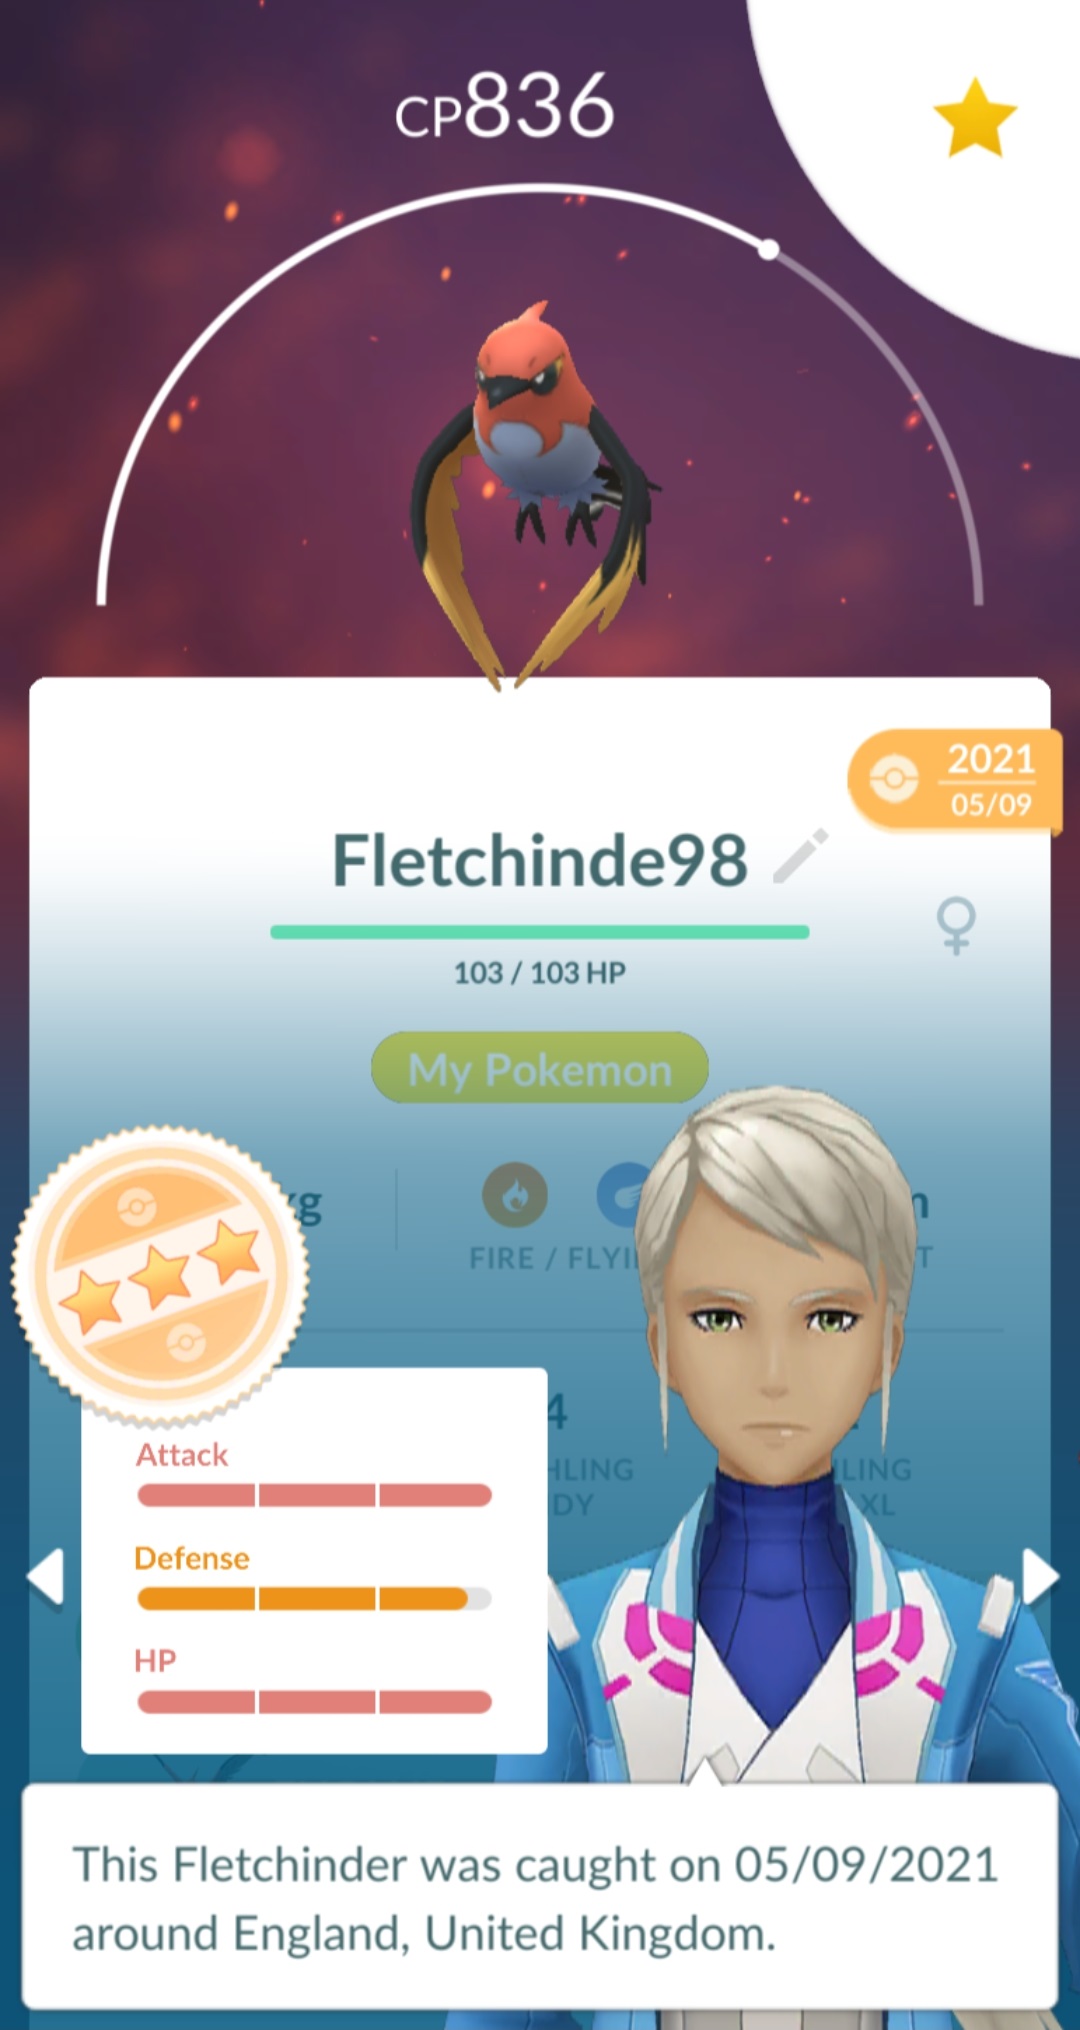 CP836
2021
05/09
Fletchinde98
103 / 103 HP
My Pokemon
kg
FIRE / FLYI
4
HLING
LING
DY
XL
Attack
Defense
HP
This Fletchinder was caught on 05/09/2021
around England, United Kingdom.